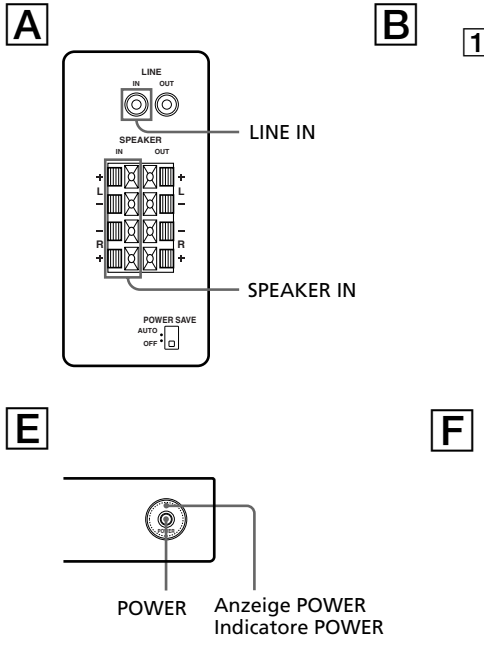 A
B
1
LINE
IN OUT
LINE IN
SPEAKER
IN OUT
+ +
L L
– –
– –
R R
+ +
SPEAKER IN
POWER SAVE
AUTO
OFF
E
F
POWER
POWER
Anzeige POWER
Indicatore POWER